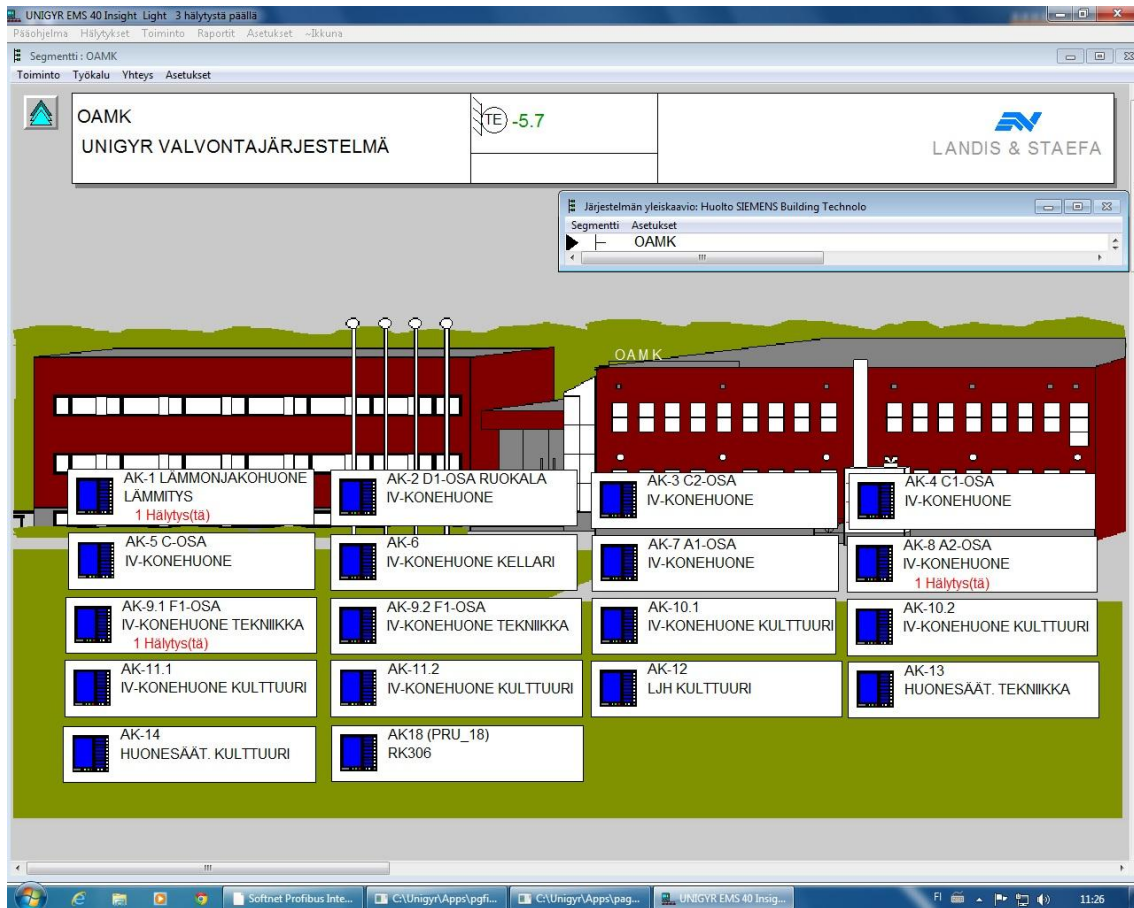 UNIGYR EMS 40 Insight Light 3 hälytystä päällä
Pääohjelma Hälytykset Toiminto Raportit Asetukset ~Ikkuna
Segmentti : OAMK
Toiminto Työkalu Yhteys Asetukset
OAMK
UNIGYR VALVONTAJÄRJESTELMÄ
TE -5.7
LANDIS & STAEFA
Järjestelmän yleiskaavio: Huolto SIEMENS Building Technolo
Segmentti Asetukset
OAMK
OAMK
AK-1 LÄMMONJAKOHUONE
LÄMMITYS
1 Hälytys(tä)
AK-2 D1-OSA RUOKALA
IV-KONEHUONE
AK-3 C2-OSA
IV-KONEHUONE
AK-4 C1-OSA
IV-KONEHUONE
AK-5 C-OSA
IV-KONEHUONE
AK-6
IV-KONEHUONE KELLARI
AK-7 A1-OSA
IV-KONEHUONE
AK-8 A2-OSA
IV-KONEHUONE
1 Hälytys(tä)
AK-9.1 F1-OSA
IV-KONEHUONE TEKNIIKKA
1 Hälytys(tä)
AK-9.2 F1-OSA
IV-KONEHUONE TEKNIIKKA
AK-10.1
IV-KONEHUONE KULTTUURI
AK-10.2
IV-KONEHUONE KULTTUURI
AK-11.1
IV-KONEHUONE KULTTUURI
AK-11.2
IV-KONEHUONE KULTTUURI
AK-12
LJH KULTTUURI
AK-13
HUONESÄÄT. TEKNIIKKA
AK-14
HUONESÄÄT. KULTTUURI
AK18 (PRU_18)
RK306
Softnet Profibus Inte... C:\Unigyr\Apps\pgfi... C:\Unigyr\Apps\pag... UNIGYR EMS 40 Insig... FI 11:26